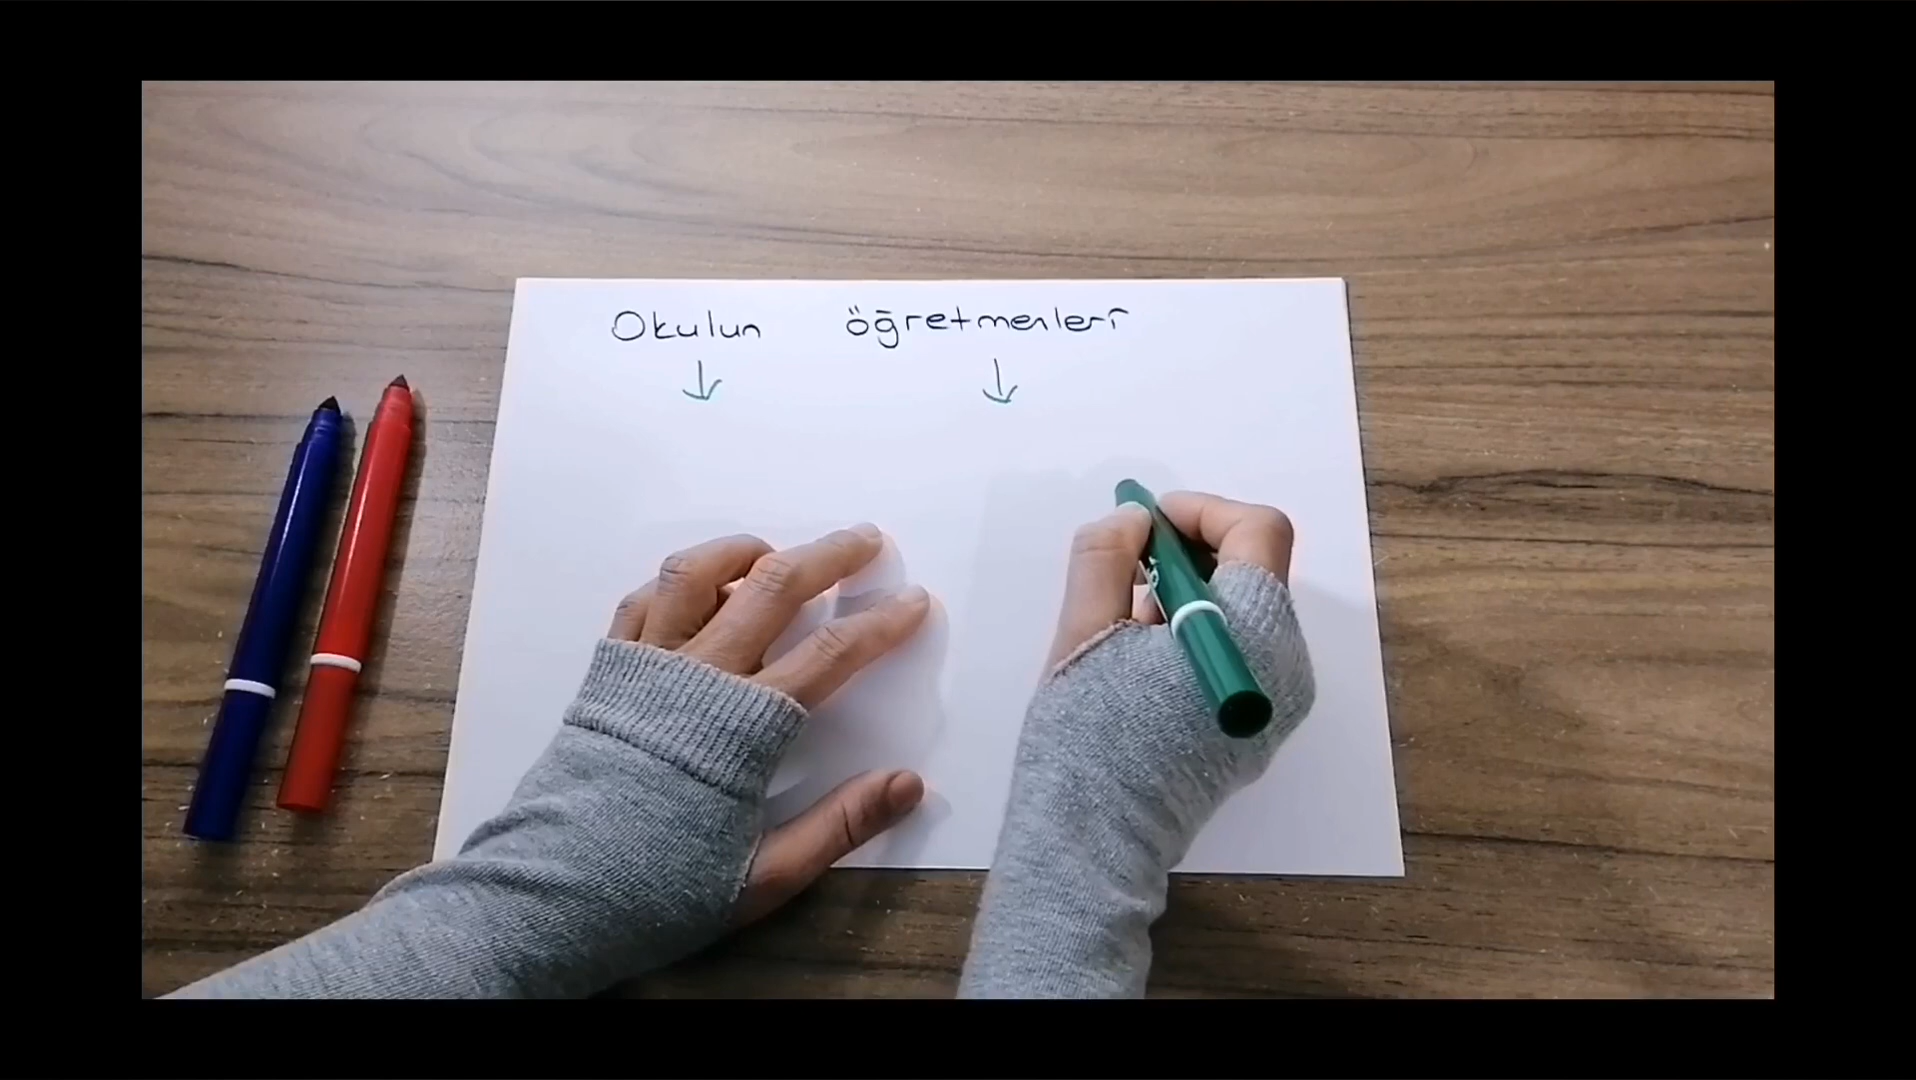 Okulun öğretmenleri
↓ ↓